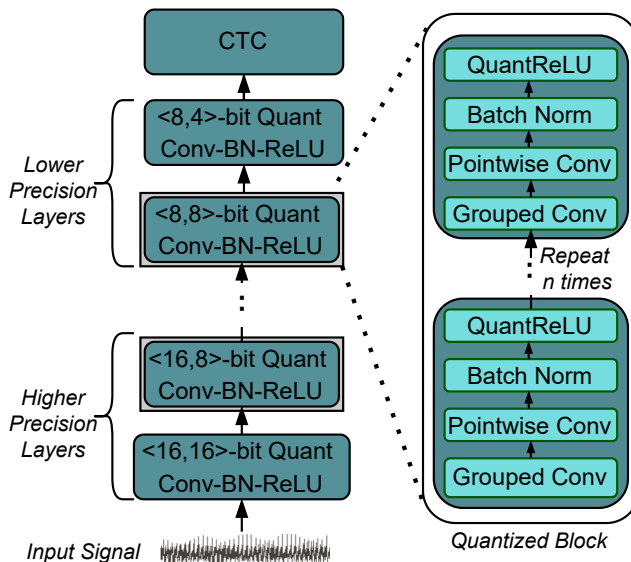 CTC
<8,4>-bit Quant
Conv-BN-ReLU
Lower
Precision
Layers
<8,8>-bit Quant
Conv-BN-ReLU
<16,8>-bit Quant
Conv-BN-ReLU
Higher
Precision
Layers
<16,16>-bit Quant
Conv-BN-ReLU
Input Signal
QuantReLU
Batch Norm
Pointwise Conv
Grouped Conv
Repeat
n times
QuantReLU
Batch Norm
Pointwise Conv
Grouped Conv
Quantized Block